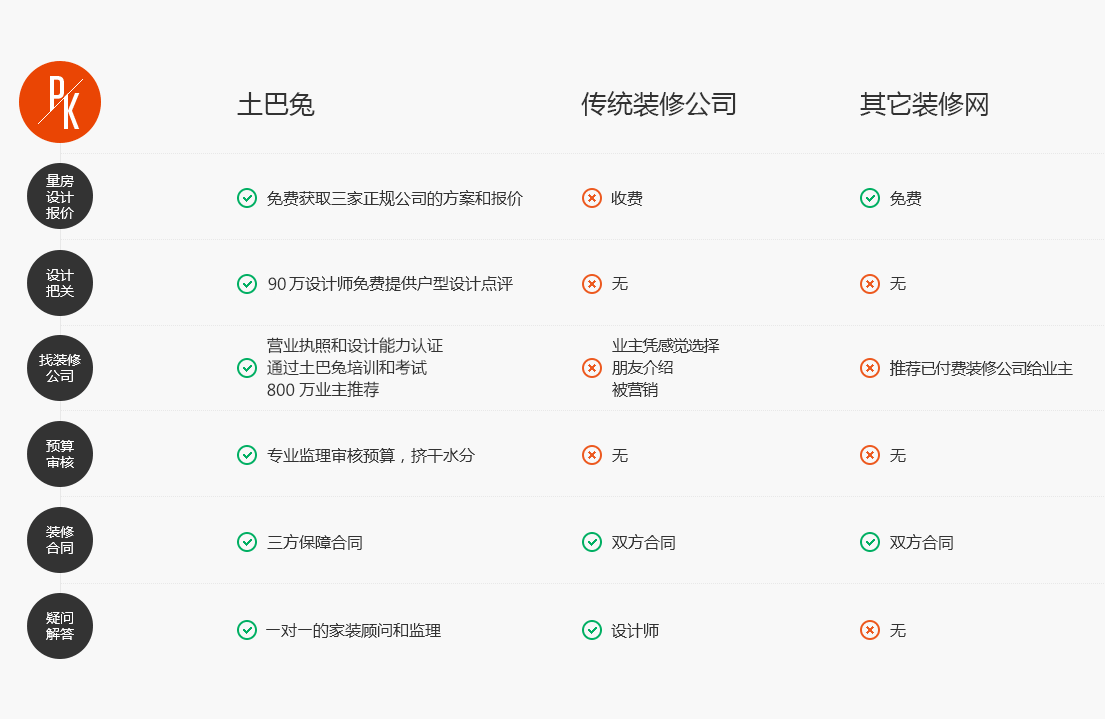 PK
土巴兔
传统装修公司
其它装修网
量房
设计
报价
免费获取三家正规公司的方案和报价
收费
免费
设计
把关
90万设计师免费提供户型设计点评
无
无
找装修
公司
营业执照和设计能力认证
通过土巴兔培训和考试
800 万业主推荐
业主凭感觉选择
朋友介绍
被营销
推荐已付费装修公司给业主
预算
审核
专业监理审核预算，挤干水分
无
无
装修
合同
三方保障合同
双方合同
双方合同
疑问
解答
一对一的家装顾问和监理
设计师
无